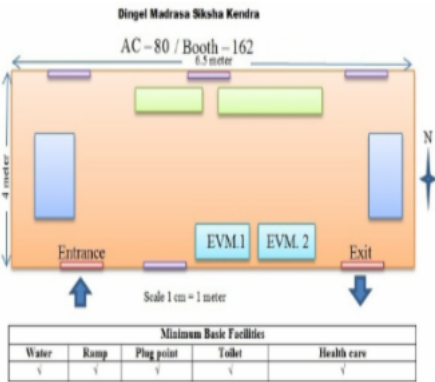 Dingel Madrasa Siksha Kendra
AC – 80 / Booth – 162
6.5 meter
4 meter
N
EVM.1 EVM. 2
Entrance Exit
Scale 1 cm = 1 meter
Minimum Basic Facilities
Water Ramp Plug point Toilet Health care
√ √ √ √ √